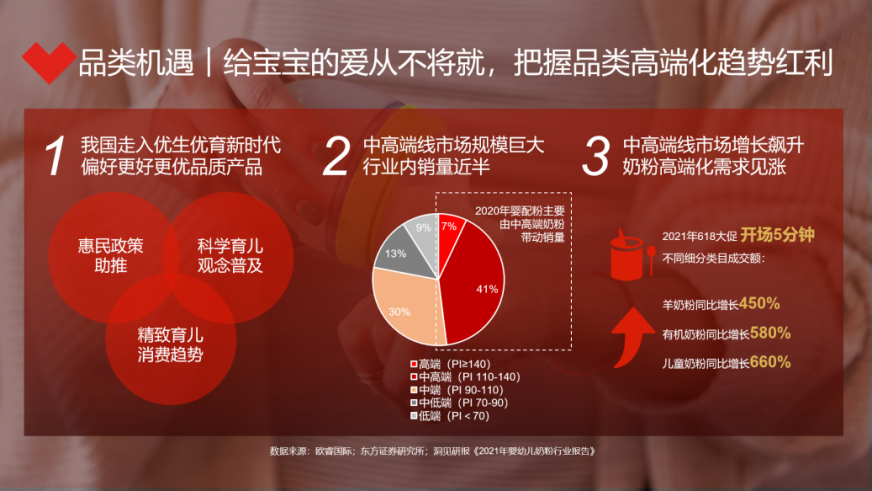 品类机遇｜给宝宝的爱从不将就，把握品类高端化趋势红利
1
我国走入优生优育新时代
偏好更好更优品质产品
惠民政策
助推
科学育儿
观念普及
精致育儿
消费趋势
2
中高端线市场规模巨大
行业内销量近半
2020年婴配粉主要
由中高端奶粉
带动销量
9%
7%
13%
41%
30%
高端（PI≥140）
中高端（PI 110-140）
中端（PI 90-110）
中低端（PI 70-90）
低端（PI＜70）
3
中高端线市场增长飙升
奶粉高端化需求见涨
2021年618大促 开场5分钟
不同细分类目成交额：
羊奶粉同比增长450%
有机奶粉同比增长580%
儿童奶粉同比增长660%
数据来源：欧睿国际；东方证券研究所；洞见研报《2021年婴幼儿奶粉行业报告》